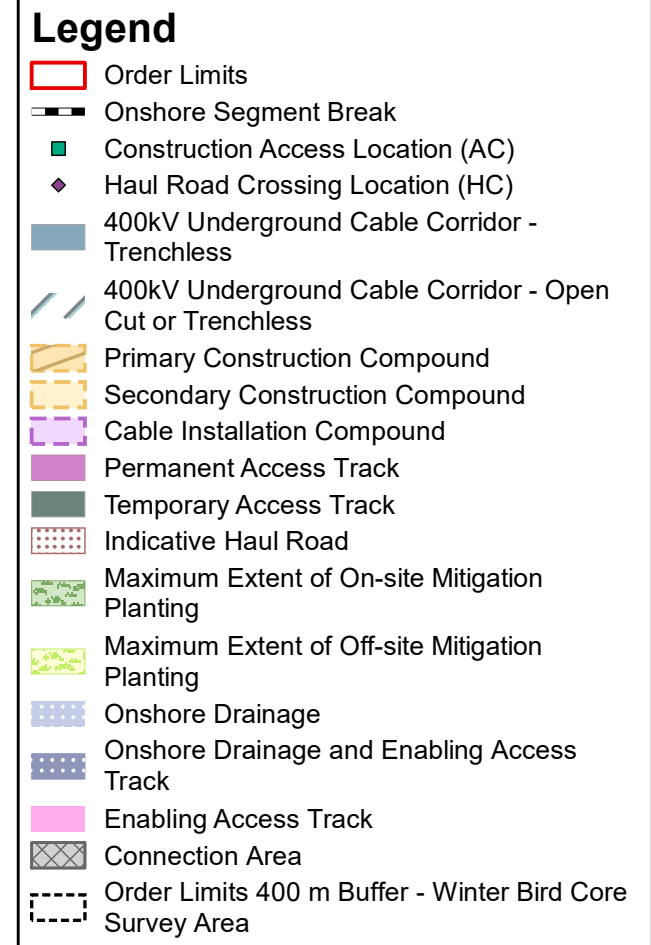 Legend
Order Limits
Onshore Segment Break
Construction Access Location (AC)
Haul Road Crossing Location (HC)
400kV Underground Cable Corridor -
Trenchless
400kV Underground Cable Corridor - Open
Cut or Trenchless
Primary Construction Compound
Secondary Construction Compound
Cable Installation Compound
Permanent Access Track
Temporary Access Track
Indicative Haul Road
Maximum Extent of On-site Mitigation
Planting
Maximum Extent of Off-site Mitigation
Planting
Onshore Drainage
Onshore Drainage and Enabling Access
Track
Enabling Access Track
Connection Area
Order Limits 400 m Buffer - Winter Bird Core
Survey Area